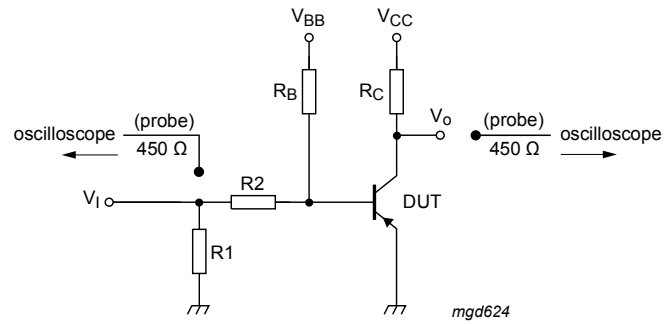 VBB VCC
RB RC
oscilloscope (probe) 450 Ω
Vo (probe) 450 Ω oscilloscope
R2
VI
DUT
R1
mgd624